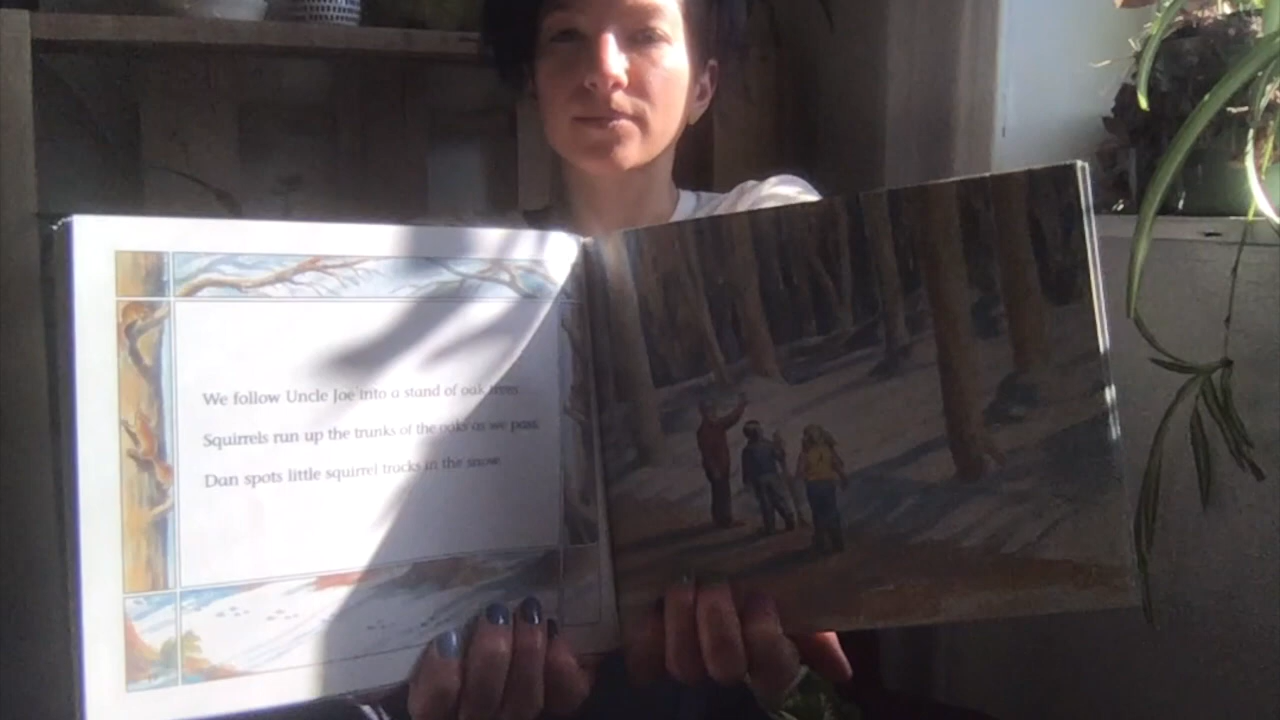 We follow Uncle Joe into a stand of oak trees.
Squirrels run up the trunks of the oaks as we pass.
Dan spots little squirrel tracks in the snow.